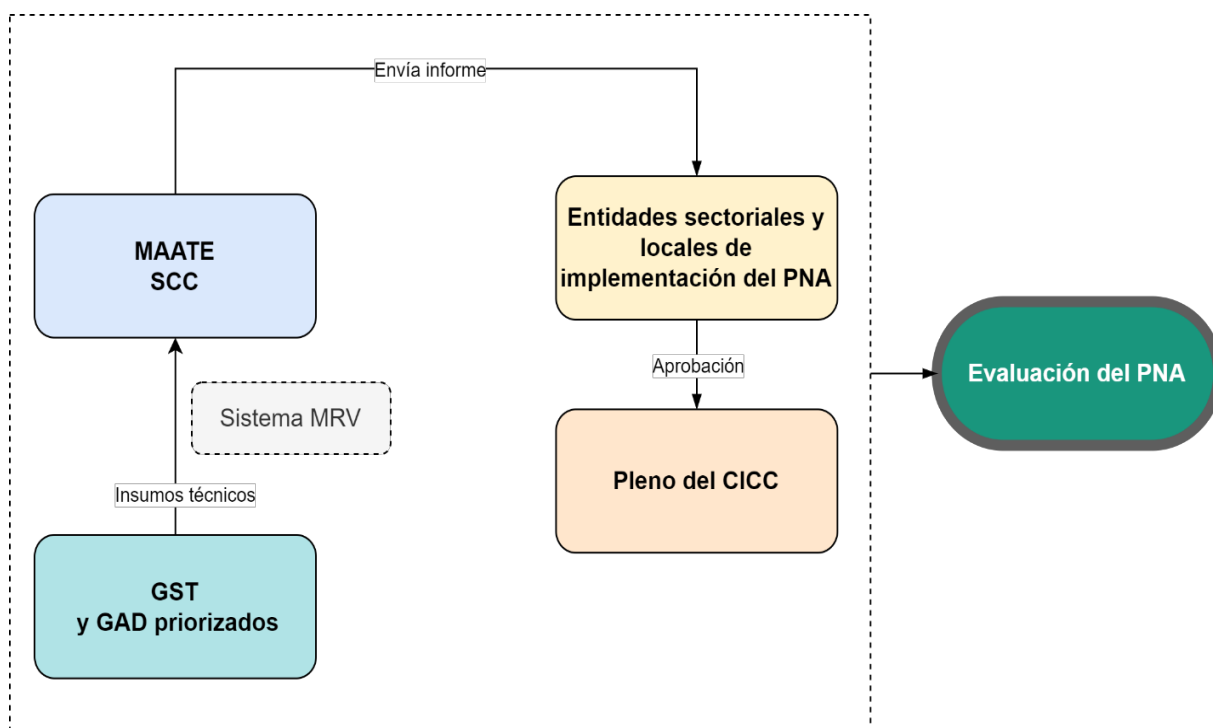 Envía informe
MAATE
SCC
Entidades sectoriales y
locales de
implementación del PNA
Sistema MRV
Aprobación
Evaluación del PNA
Insumos técnicos
Pleno del CICC
GST
y GAD priorizados